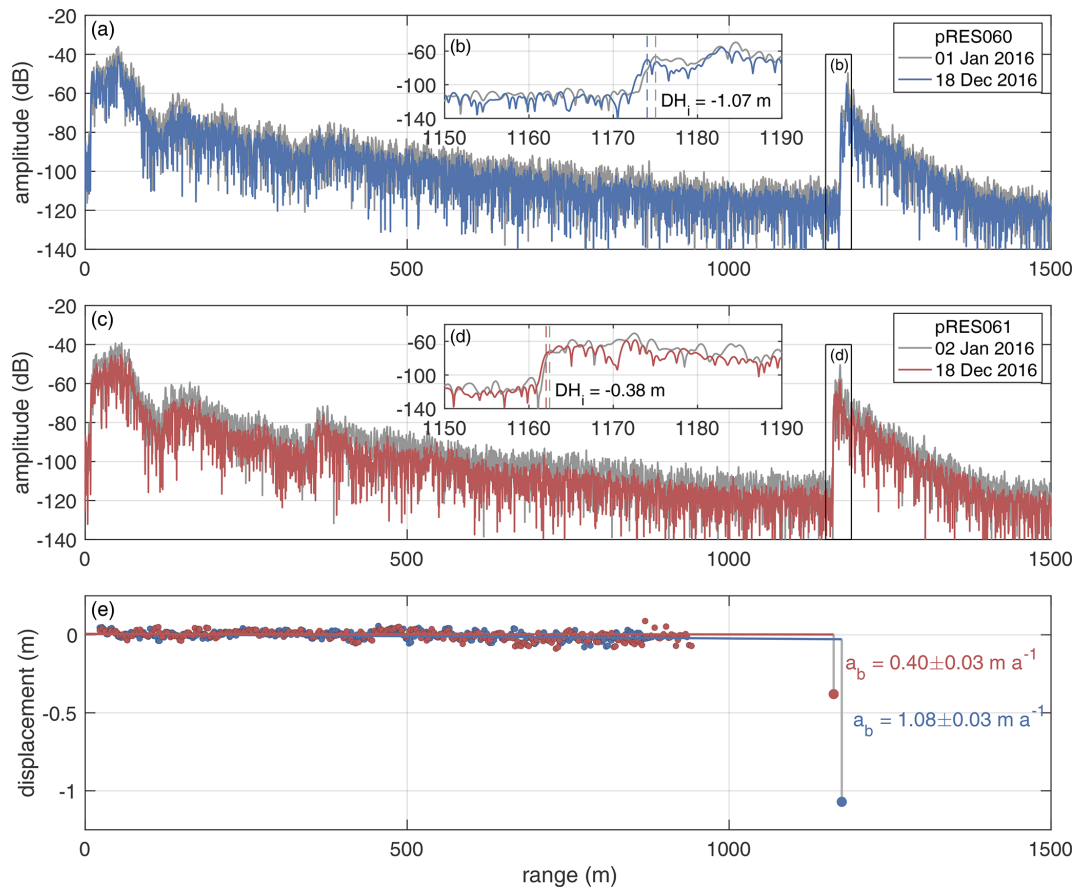 (a)
pRES060
01 Jan 2016
18 Dec 2016
(b)
(b)
DHi = -1.07 m
-60
-100
-140
1150 1160 1170 1180 1190
amplitude (dB)
-20
-40
-60
-80
-100
-120
-140
0 500 1000 1500
(c)
pRES061
02 Jan 2016
18 Dec 2016
(d)
(d)
DHi = -0.38 m
-60
-100
-140
1150 1160 1170 1180 1190
amplitude (dB)
-20
-40
-60
-80
-100
-120
-140
0 500 1000 1500
(e)
ab = 0.40±0.03 m a-1
ab = 1.08±0.03 m a-1
displacement (m)
0
-0.5
-1
0 500 1000 1500
range (m)